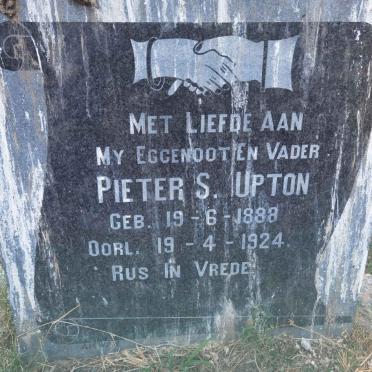 MET LIEFDE AAN
MY EGGENOOT EN VADER
PIETER S. UPTON
GEB. 19-6-1888
OORL. 19-4-1924.
RUS IN VREDE.